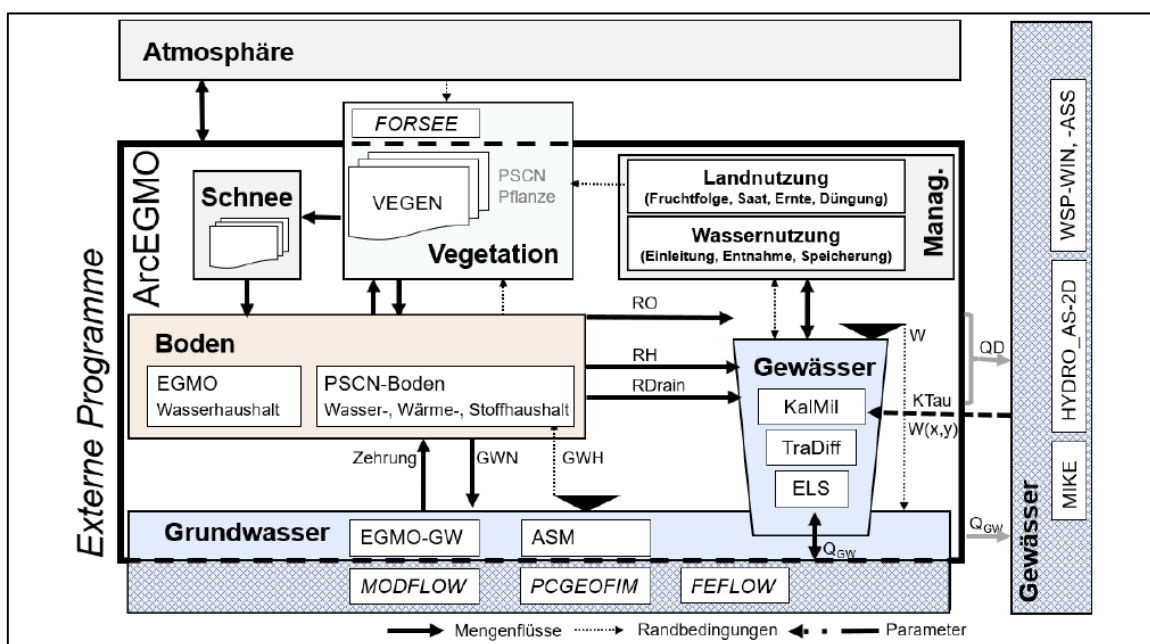 Atmosphäre
FORSEE
ArcEGMO
Schnee
VEGEN
PSCN
Pflanze
Vegetation
Landnutzung
(Fruchtfolge, Saat, Ernte, Düngung)
Wassernutzung
(Einleitung, Entnahme, Speicherung)
Manag.
Externe Programme
Boden
EGMO
Wasserhaushalt
PSCN-Boden
Wasser-, Wärme-, Stoffhaushalt
RO
RH
RDrain
Gewässer
KalMil
TraDiff
ELS
W
QD
KTau
W(x,y)
Zehrung
GWN
GWH
Grundwasser
EGMO-GW
ASM
QGW
QGW
MODFLOW
PCGEOFIM
FEFLOW
Gewässer
MIKE
HYDRO_AS-2D
WSP-WIN, -ASS
Mengenflüsse
Randbedingungen
Parameter